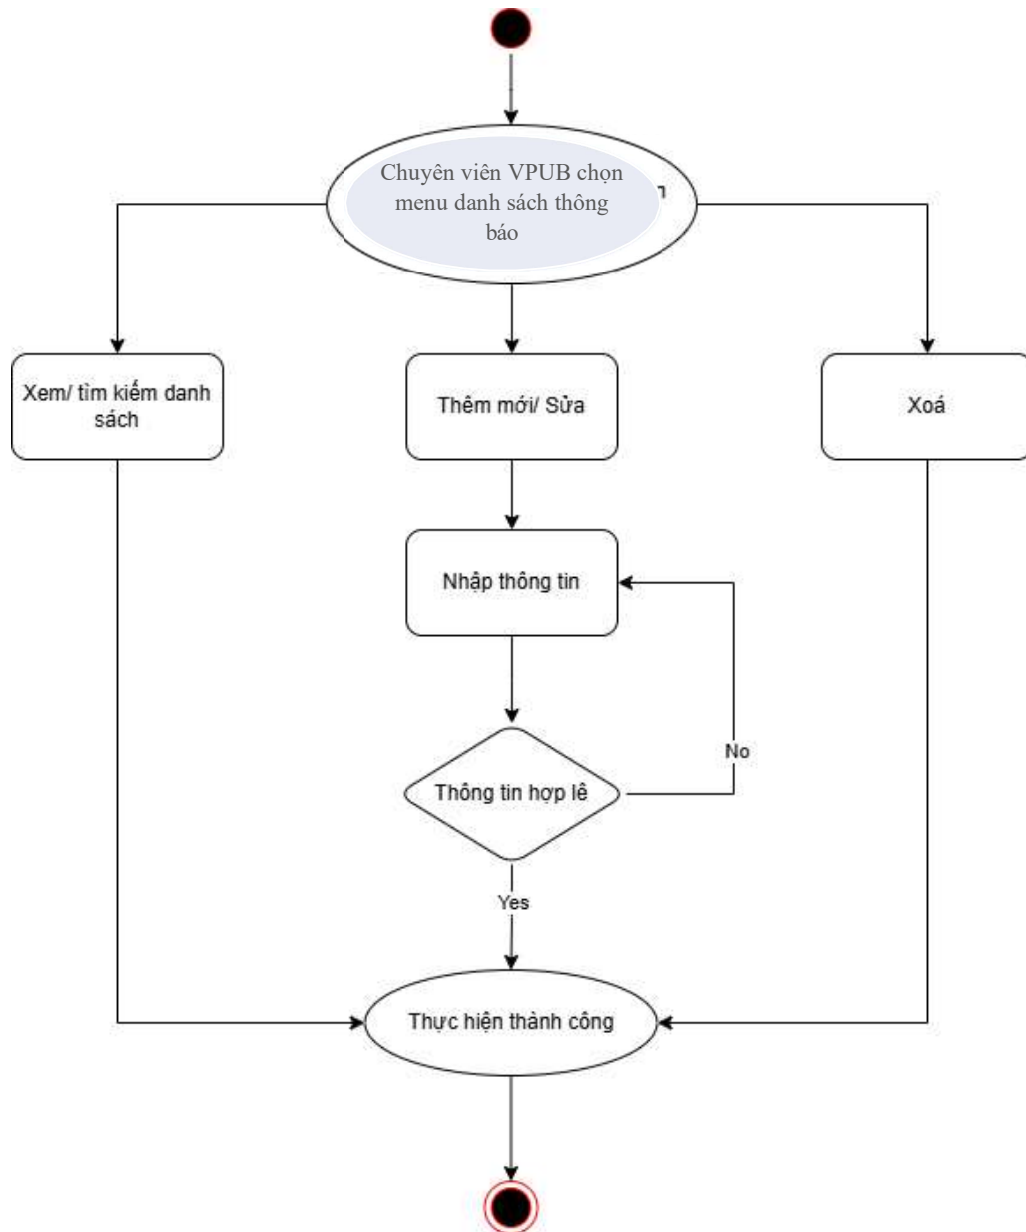 Chuyên viên VPUB chọn
menu danh sách thông
báo
Xem/ tìm kiếm danh
sách
Thêm mới/ Sửa
Xoá
Nhập thông tin
No
Thông tin hợp lê
Yes
Thực hiện thành công